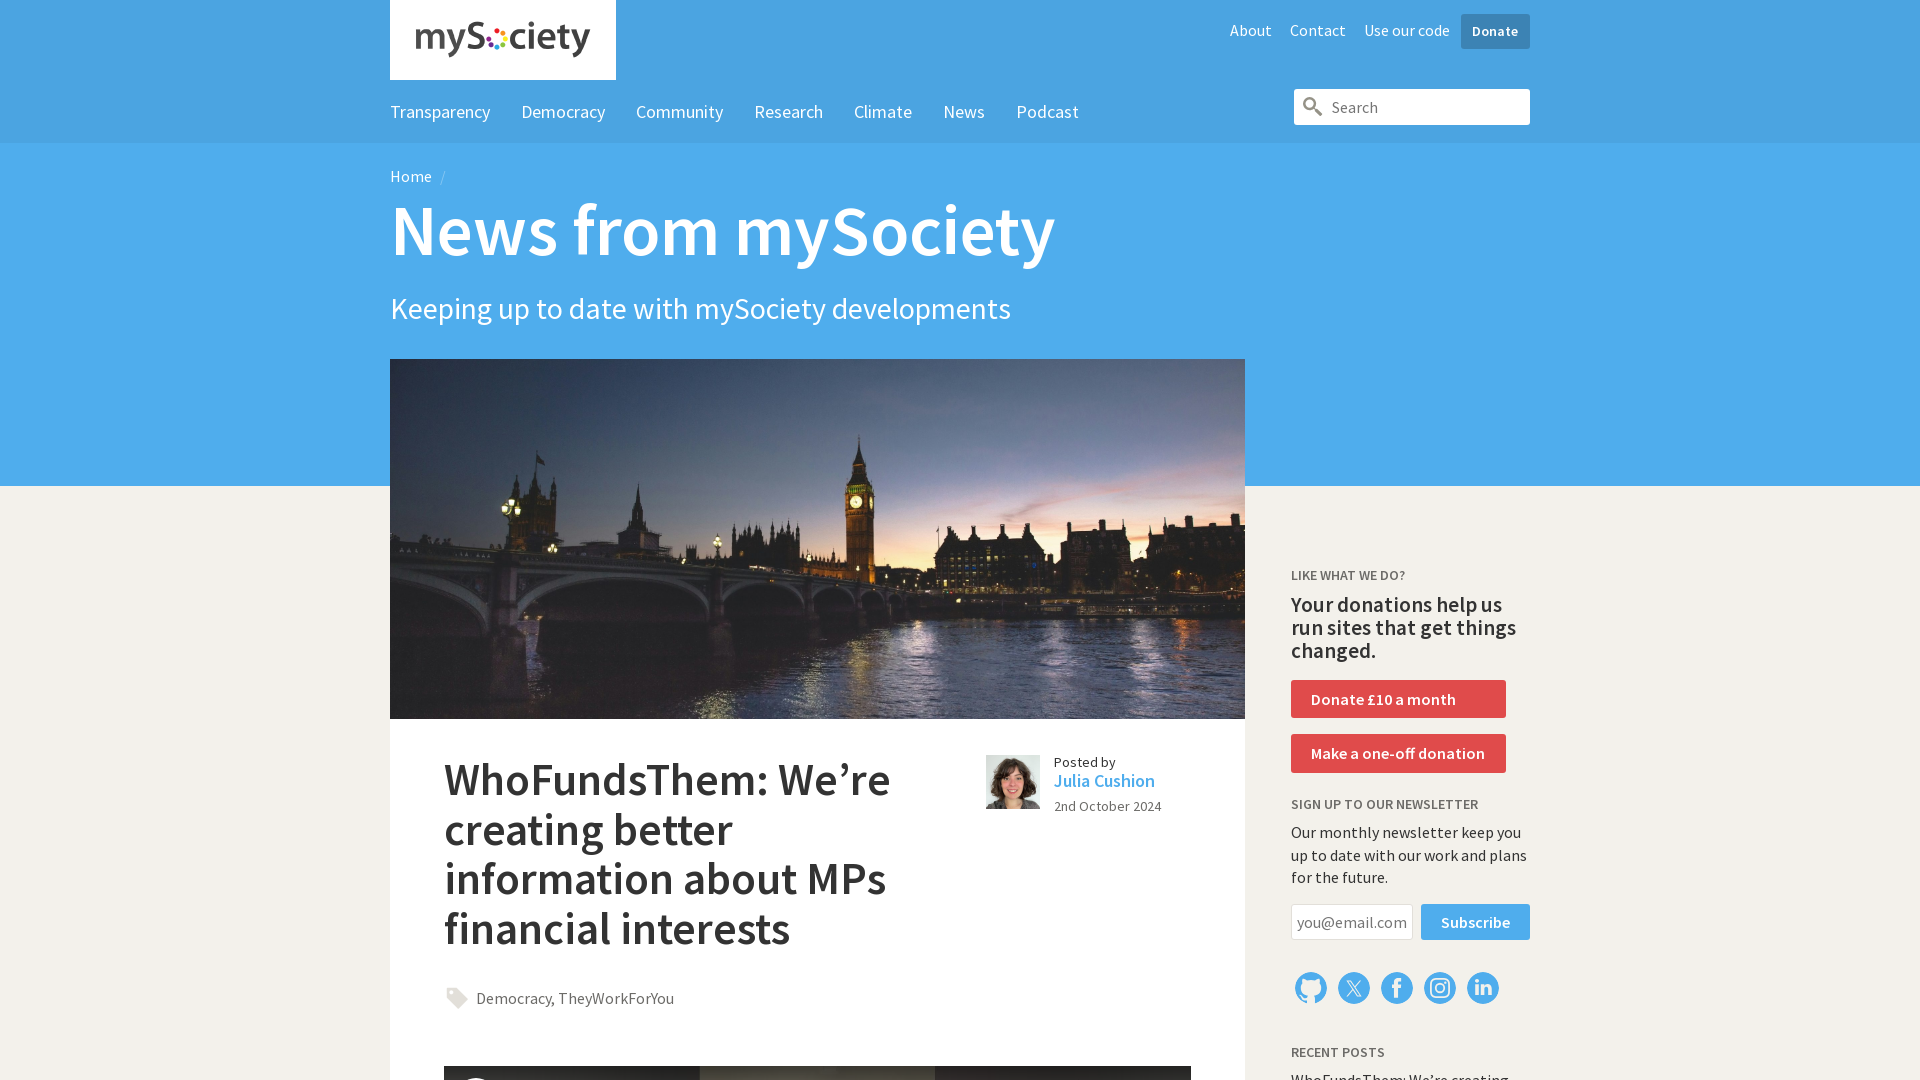 mySociety
About Contact Use our code Donate
Transparency Democracy Community Research Climate News Podcast
Search
Home /
News from mySociety
Keeping up to date with mySociety developments
WhoFundsThem: We’re
creating better
information about MPs
financial interests
Posted by
Julia Cushion
2nd October 2024
Democracy, TheyWorkForYou
LIKE WHAT WE DO?
Your donations help us
run sites that get things
changed.
Donate £10 a month
Make a one-off donation
SIGN UP TO OUR NEWSLETTER
Our monthly newsletter keep you
up to date with our work and plans
for the future.
you@email.com Subscribe
RECENT POSTS
WhoFundsThem: We’re creating